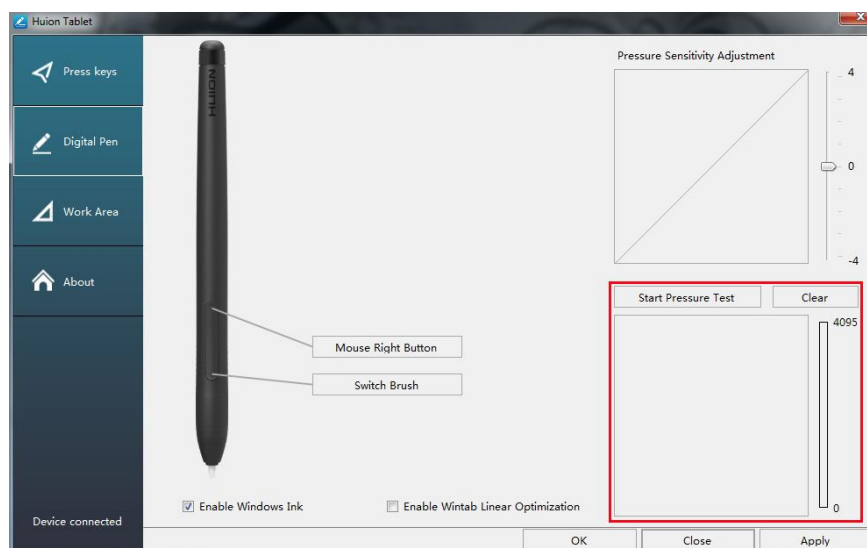 Huion Tablet
Press keys
Digital Pen
Work Area
About
Device connected
HUION
Mouse Right Button
Switch Brush
Enable Windows Ink
Enable Wintab Linear Optimization
Pressure Sensitivity Adjustment
4
0
-4
Start Pressure Test
Clear
4095
0
OK
Close
Apply